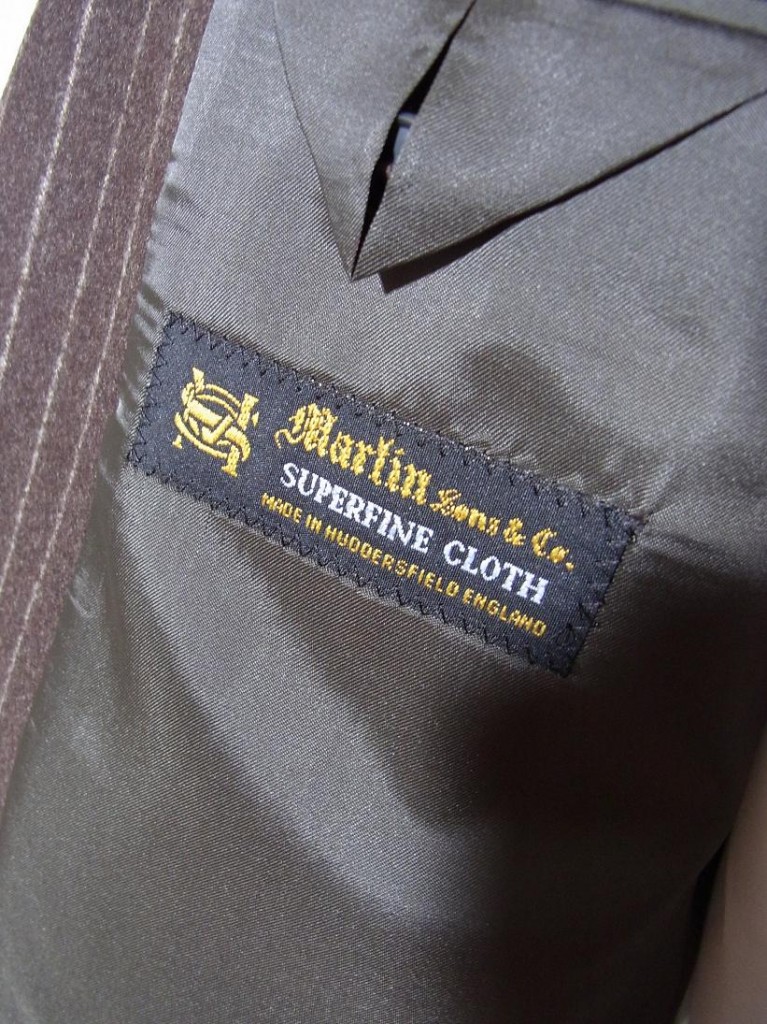 Martin Sons & Co.
SUPERFINE CLOTH
MADE IN HUDDERSFIELD ENGLAND